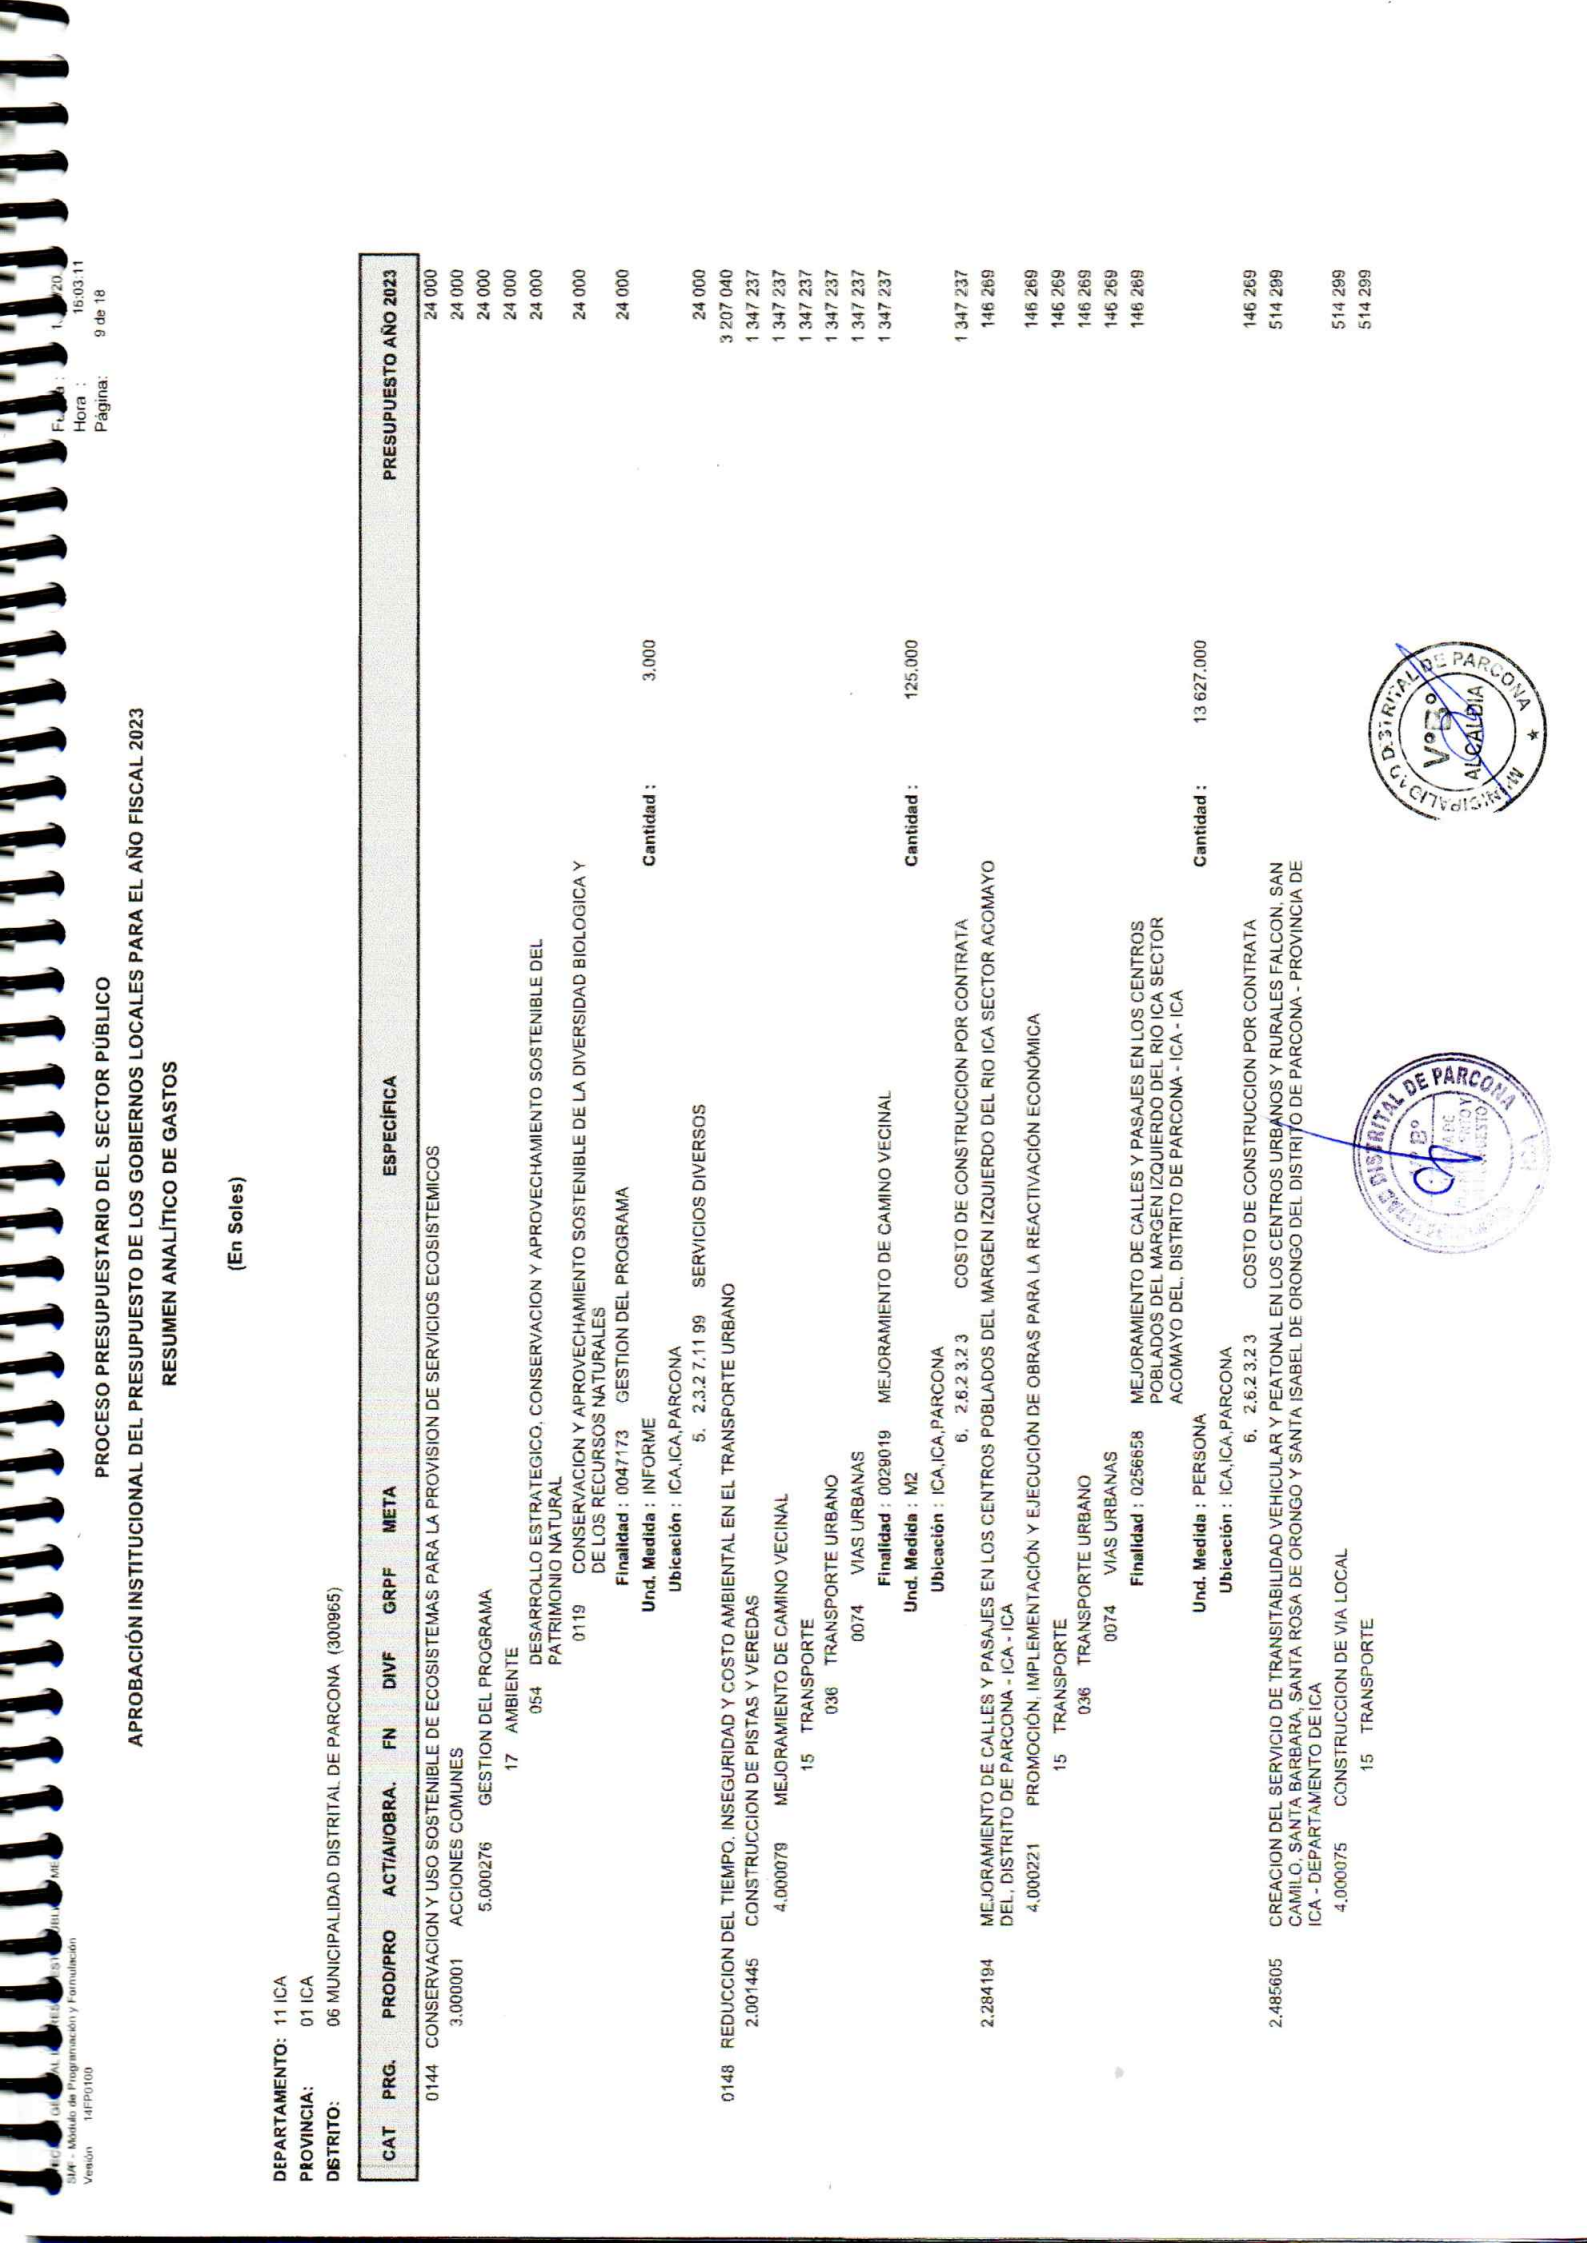 SIAF - Módulo de Programación y Formulación
Versión 14FP0100
Hora : 16:03:11
Página: 9 de 18
PROCESO PRESUPUESTARIO DEL SECTOR PÚBLICO
APROBACIÓN INSTITUCIONAL DEL PRESUPUESTO DE LOS GOBIERNOS LOCALES PARA EL AÑO FISCAL 2023
RESUMEN ANALÍTICO DE GASTOS
(En Soles)
DEPARTAMENTO: 11 ICA
PROVINCIA: 01 ICA
DISTRITO: 06 MUNICIPALIDAD DISTRITAL DE PARCONA (300965)
CAT PRG. PROD/PRO ACT/AI/OBRA. FN DIVF GRPF META ESPECÍFICA PRESUPUESTO AÑO 2023
0144 CONSERVACION Y USO SOSTENIBLE DE ECOSISTEMAS PARA LA PROVISION DE SERVICIOS ECOSISTEMICOS 24 000
3.000001 ACCIONES COMUNES 24 000
5.000276 GESTION DEL PROGRAMA 24 000
17 AMBIENTE 24 000
054 DESARROLLO ESTRATEGICO, CONSERVACION Y APROVECHAMIENTO SOSTENIBLE DEL 24 000
PATRIMONIO NATURAL
0119 CONSERVACION Y APROVECHAMIENTO SOSTENIBLE DE LA DIVERSIDAD BIOLOGICA Y 24 000
DE LOS RECURSOS NATURALES
Finalidad : 0047173 GESTION DEL PROGRAMA 24 000
Und. Medida : INFORME Cantidad : 3.000
Ubicación : ICA,ICA,PARCONA
5. 2.3.2 7.11 99 SERVICIOS DIVERSOS 24 000
0148 REDUCCION DEL TIEMPO, INSEGURIDAD Y COSTO AMBIENTAL EN EL TRANSPORTE URBANO 3 207 040
2.001445 CONSTRUCCION DE PISTAS Y VEREDAS 1 347 237
4.000079 MEJORAMIENTO DE CAMINO VECINAL 1 347 237
15 TRANSPORTE 1 347 237
036 TRANSPORTE URBANO 1 347 237
0074 VIAS URBANAS 1 347 237
Finalidad : 0029019 MEJORAMIENTO DE CAMINO VECINAL 1 347 237
Und. Medida : M2 Cantidad : 125.000
Ubicación : ICA,ICA,PARCONA
6. 2.6.2 3.2 3 COSTO DE CONSTRUCCION POR CONTRATA 1 347 237
2.284194 MEJORAMIENTO DE CALLES Y PASAJES EN LOS CENTROS POBLADOS DEL MARGEN IZQUIERDO DEL RIO ICA SECTOR ACOMAYO 146 269
DEL, DISTRITO DE PARCONA - ICA - ICA
4.000221 PROMOCIÓN, IMPLEMENTACIÓN Y EJECUCIÓN DE OBRAS PARA LA REACTIVACIÓN ECONÓMICA 146 269
15 TRANSPORTE 146 269
036 TRANSPORTE URBANO 146 269
0074 VIAS URBANAS 146 269
Finalidad : 0256658 MEJORAMIENTO DE CALLES Y PASAJES EN LOS CENTROS 146 269
POBLADOS DEL MARGEN IZQUIERDO DEL RIO ICA SECTOR
ACOMAYO DEL, DISTRITO DE PARCONA - ICA - ICA
Und. Medida : PERSONA Cantidad : 13 627.000
Ubicación : ICA,ICA,PARCONA
6. 2.6.2 3.2 3 COSTO DE CONSTRUCCION POR CONTRATA 146 269
2.485605 CREACION DEL SERVICIO DE TRANSITABILIDAD VEHICULAR Y PEATONAL EN LOS CENTROS URBANOS Y RURALES FALCON, SAN 514 299
CAMILO, SANTA BARBARA, SANTA ROSA DE ORONGO Y SANTA ISABEL DE ORONGO DEL DISTRITO DE PARCONA - PROVINCIA DE
ICA - DEPARTAMENTO DE ICA
4.000075 CONSTRUCCION DE VIA LOCAL 514 299
15 TRANSPORTE 514 299
DISTRITAL DE PARCONA
V°B°
MUNICIPALIDAD DISTRITAL DE PARCONA
V°B°
ALCALDIA